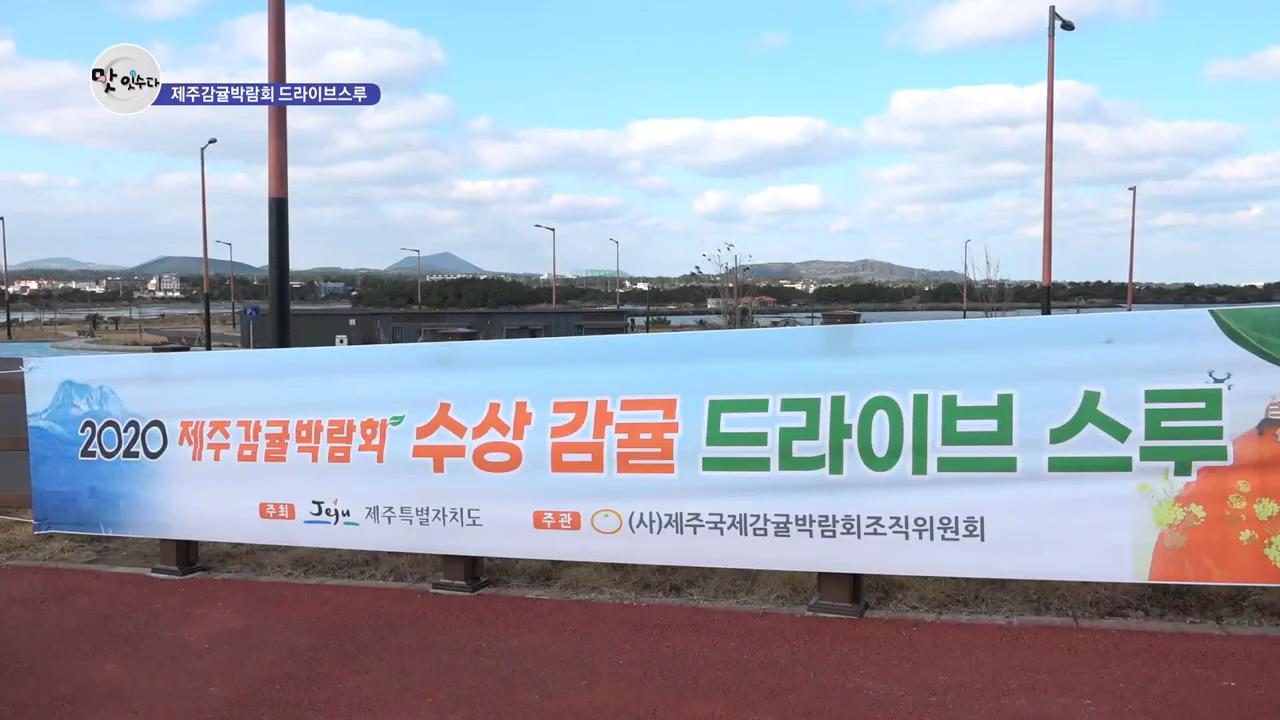 맛 잇수다
제주감귤박람회 드라이브스루
2020 제주감귤박람회 수상 감귤 드라이브 스루
주최 Jeju 제주특별자치도 주관 (사)제주국제감귤박람회조직위원회